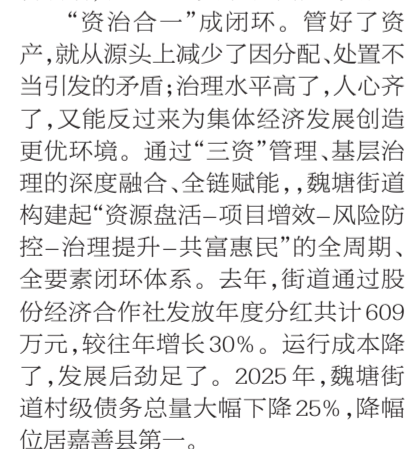 “资治合一”成闭环。管好了资
产,就从源头上减少了因分配、处置不
当引发的矛盾;治理水平高了,人心齐
了,又能反过来为集体经济发展创造
更优环境。通过“三资”管理、基层治
理的深度融合、全链赋能,,魏塘街道
构建起“资源盘活–项目增效–风险防
控–治理提升–共富惠民”的全周期、
全要素闭环体系。去年,街道通过股
份经济合作社发放年度分红共计609
万元,较往年增长30%。运行成本降
了,发展后劲足了。2025年,魏塘街
道村级债务总量大幅下降25%,降幅
位居嘉善县第一。